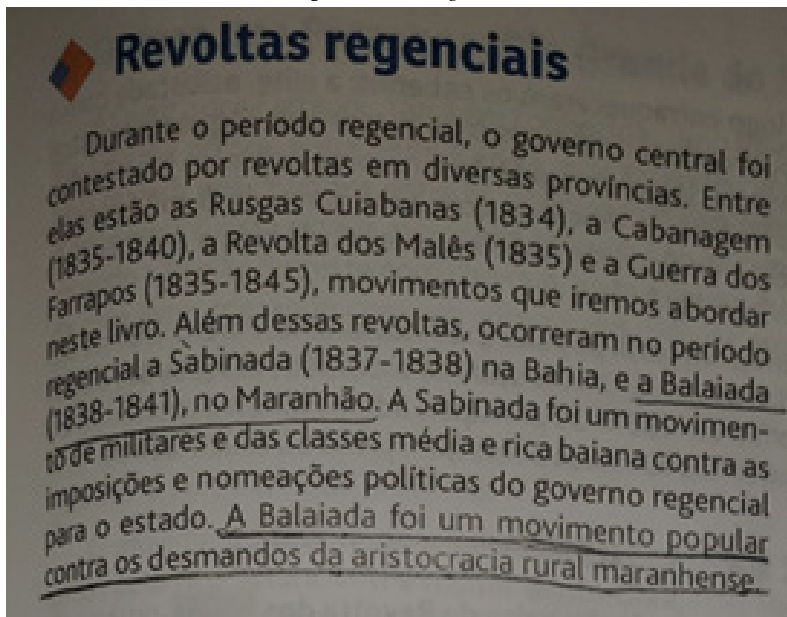 Revoltas regenciais
Durante o período regencial, o governo central foi
contestado por revoltas em diversas províncias. Entre
elas estão as Rusgas Cuiabanas (1834), a Cabanagem
(1835-1840), a Revolta dos Malês (1835) e a Guerra dos
Farrapos (1835-1845), movimentos que iremos abordar
neste livro. Além dessas revoltas, ocorreram no período
regencial a Sabinada (1837-1838) na Bahia, e a Balaiada
(1838-1841), no Maranhão. A Sabinada foi um movimen-
to de militares e das classes média e rica baiana contra as
imposições e nomeações políticas do governo regencial
para o estado. A Balaiada foi um movimento popular
contra os desmandos da aristocracia rural maranhense.